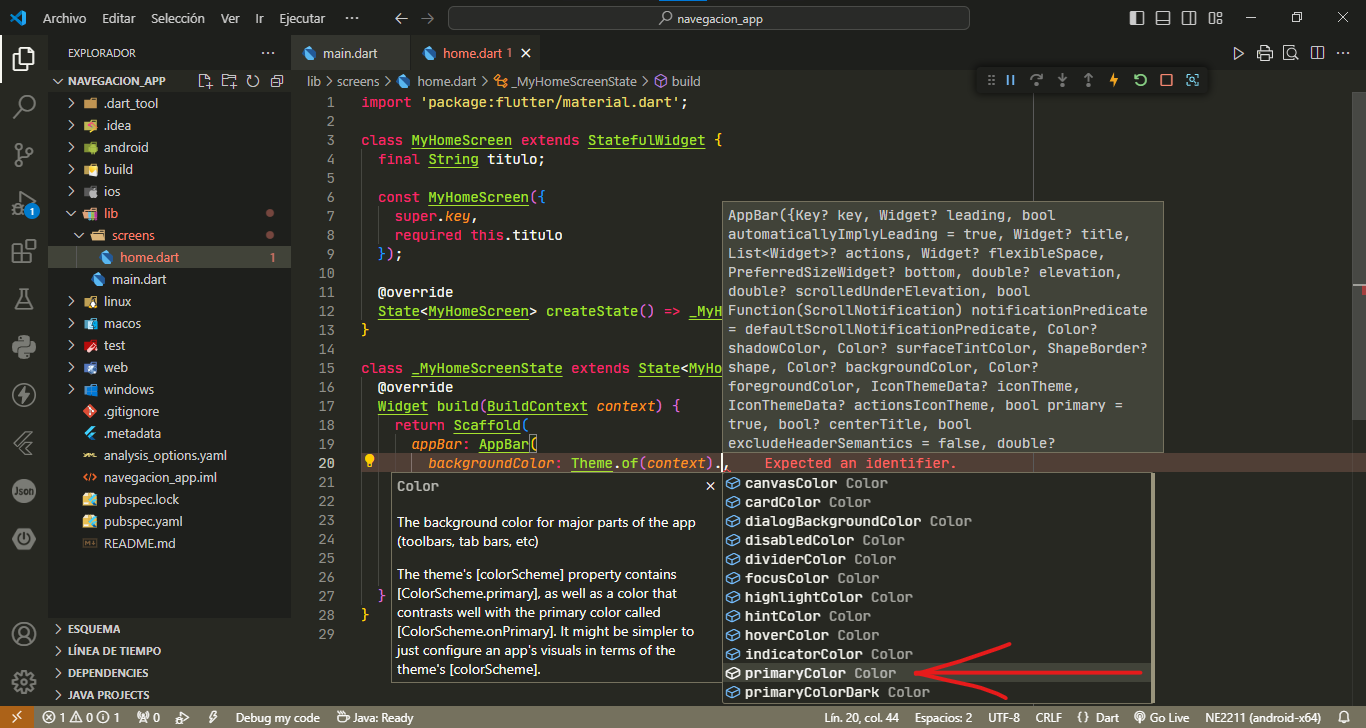 Archivo Editar Selección Ver Ir Ejecutar ···
navegacion_app
EXPLORADOR
NAVEGACION_APP
.dart_tool
.idea
android
build
ios
lib
screens
home.dart 1
main.dart
linux
macos
test
web
windows
.gitignore
.metadata
analysis_options.yaml
navegacion_app.iml
pubspec.lock
pubspec.yaml
README.md
ESQUEMA
LÍNEA DE TIEMPO
DEPENDENCIES
JAVA PROJECTS
1
Json
main.dart
home.dart 1
lib > screens > home.dart > _MyHomeScreenState > build
1 import 'package:flutter/material.dart';
2
3 class MyHomeScreen extends StatefulWidget {
4 final String titulo;
5
6 const MyHomeScreen({
7 super.key,
8 required this.titulo
9 });
10
11 @override
12 State<MyHomeScreen> createState() => _MyH
13 }
14
15 class _MyHomeScreenState extends State<MyHo
16 @override
17 Widget build(BuildContext context) {
18 return Scaffold(
19 appBar: AppBar(
20 backgroundColor: Theme.of(context)., Expected an identifier.
21
22
23
24
25
26
27 }
28 }
29
AppBar({Key? key, Widget? leading, bool
automaticallyImplyLeading = true, Widget? title,
List<Widget>? actions, Widget? flexibleSpace,
PreferredSizeWidget? bottom, double? elevation,
double? scrolledUnderElevation, bool
Function(ScrollNotification) notificationPredicate
= defaultScrollNotificationPredicate, Color?
shadowColor, Color? surfaceTintColor, ShapeBorder?
shape, Color? backgroundColor, Color?
foregroundColor, IconThemeData? iconTheme,
IconThemeData? actionsIconTheme, bool primary =
true, bool? centerTitle, bool
excludeHeaderSemantics = false, double?
Color
The background color for major parts of the app
(toolbars, tab bars, etc)
The theme's [colorScheme] property contains
[ColorScheme.primary], as well as a color that
contrasts well with the primary color called
[ColorScheme.onPrimary]. It might be simpler to
just configure an app's visuals in terms of the
theme's [colorScheme].
canvasColor Color
cardColor Color
dialogBackgroundColor Color
disabledColor Color
dividerColor Color
focusColor Color
highlightColor Color
hintColor Color
hoverColor Color
indicatorColor Color
primaryColor Color
primaryColorDark Color
1 0 1 0 Debug my code Java: Ready Lín. 20, col. 44 Espacios: 2 UTF-8 CRLF {} Dart Go Live NE2211 (android-x64)